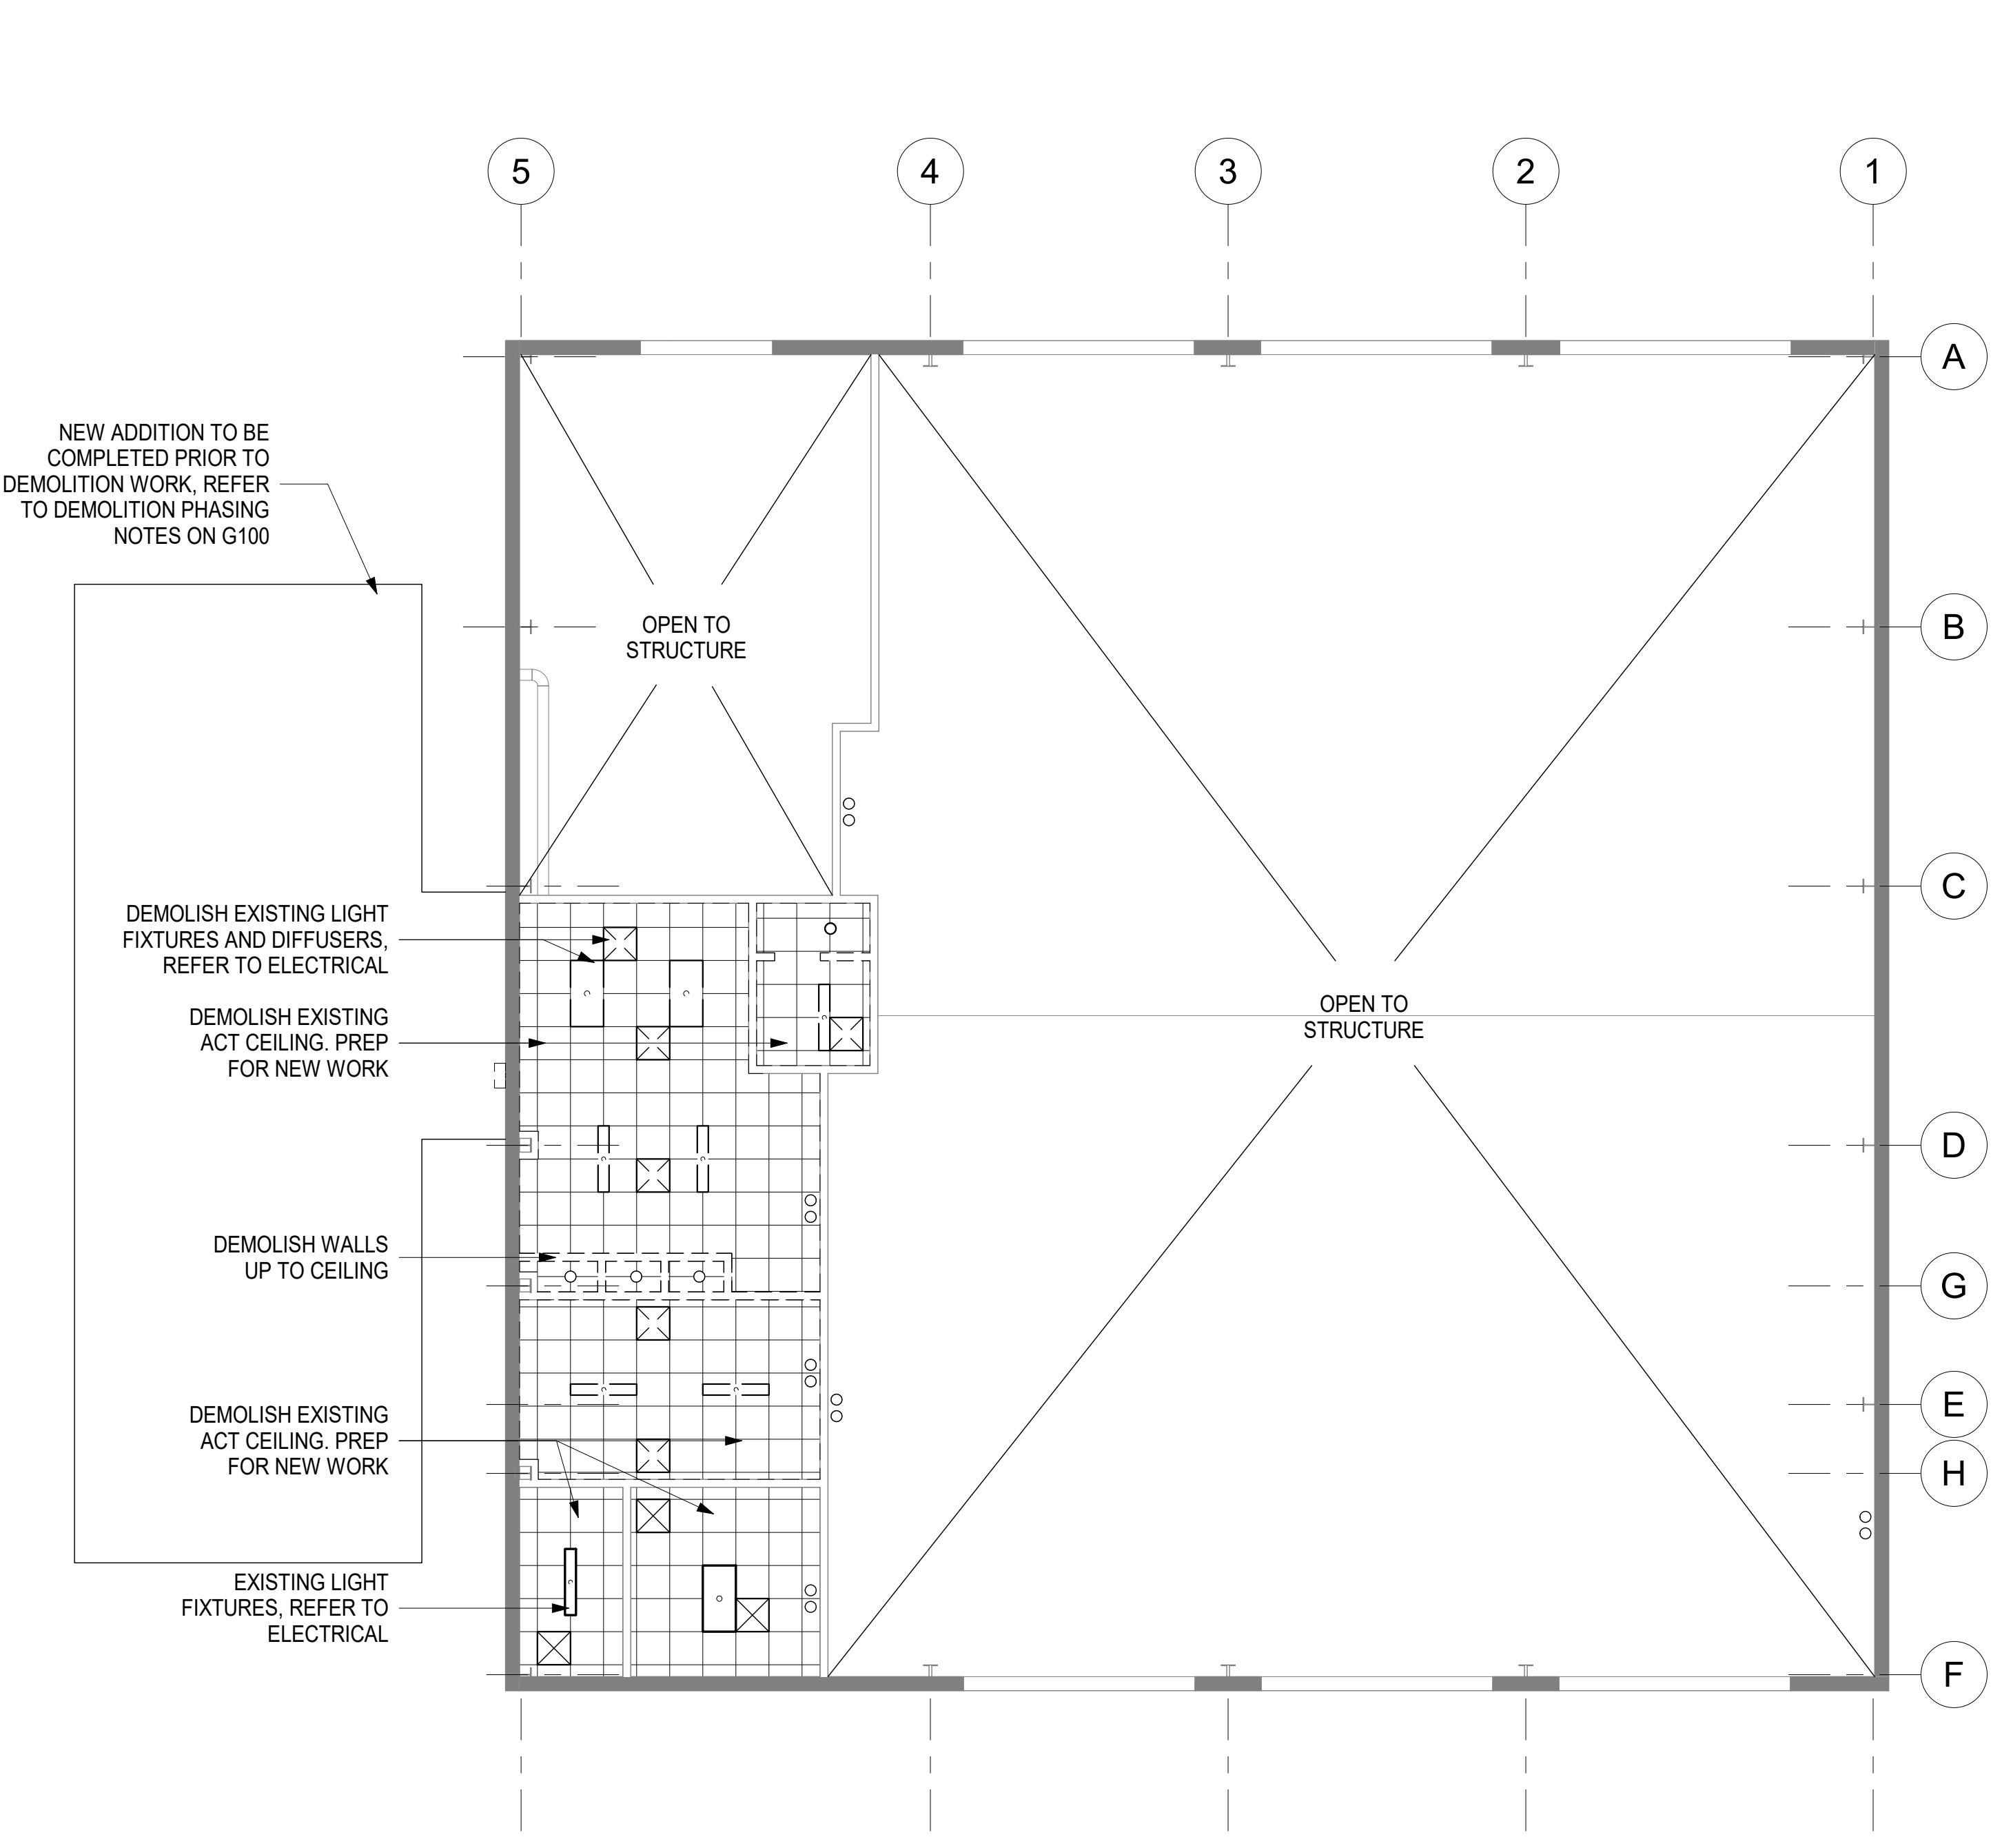 5
4
3
2
1
A
NEW ADDITION TO BE
COMPLETED PRIOR TO
DEMOLITION WORK, REFER
TO DEMOLITION PHASING
NOTES ON G100
OPEN TO
STRUCTURE
B
C
DEMOLISH EXISTING LIGHT
FIXTURES AND DIFFUSERS,
REFER TO ELECTRICAL
DEMOLISH EXISTING
ACT CEILING. PREP
FOR NEW WORK
OPEN TO
STRUCTURE
D
DEMOLISH WALLS
UP TO CEILING
G
E
DEMOLISH EXISTING
ACT CEILING. PREP
FOR NEW WORK
H
EXISTING LIGHT
FIXTURES, REFER TO
ELECTRICAL
F